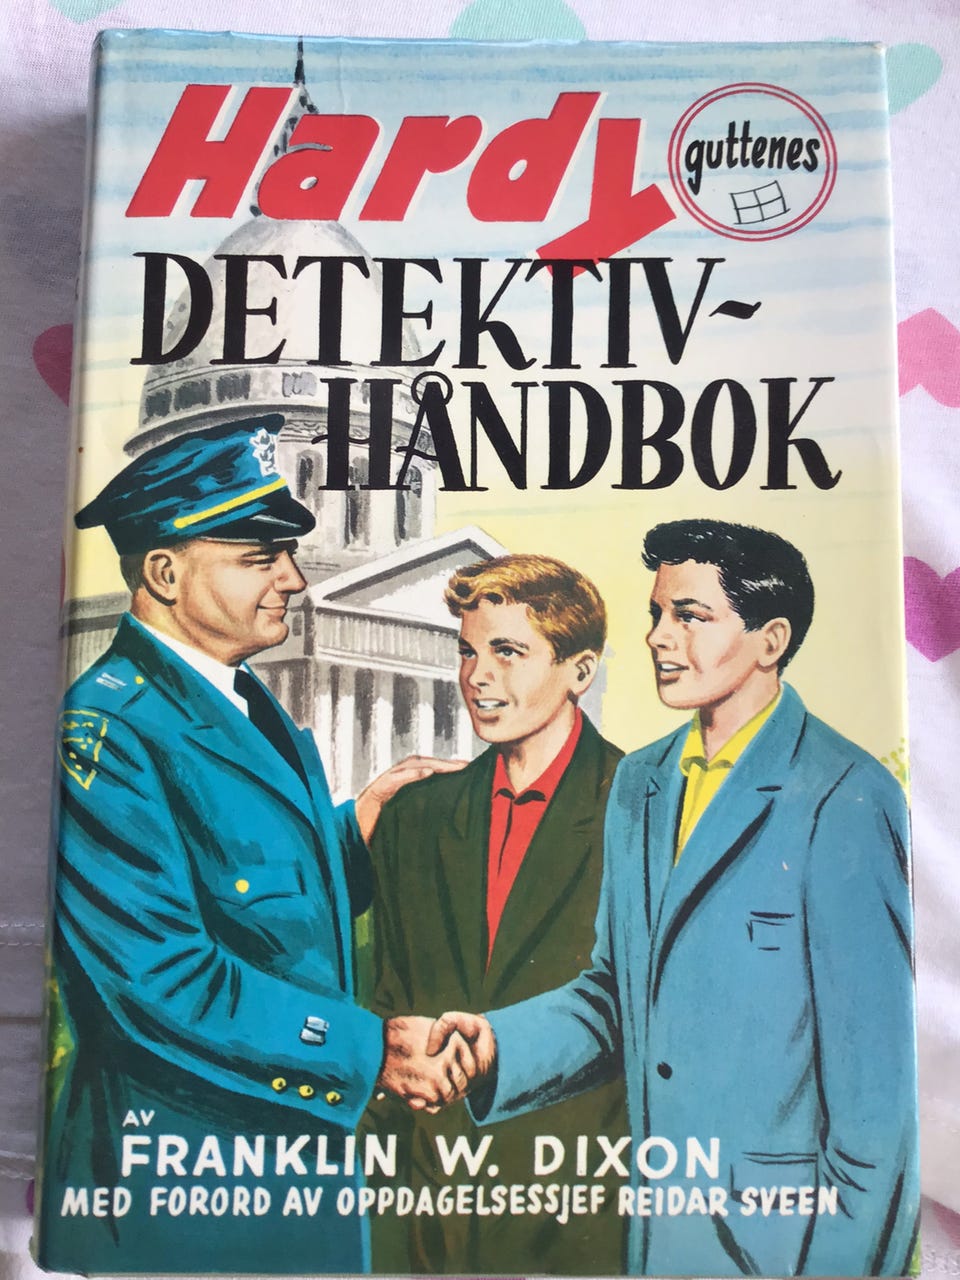 Hardy
guttenes
DETEKTIV-
HÅNDBOK
AV
FRANKLIN W. DIXON
MED FORORD AV OPPDAGELSESSJEF REIDAR SVEEN